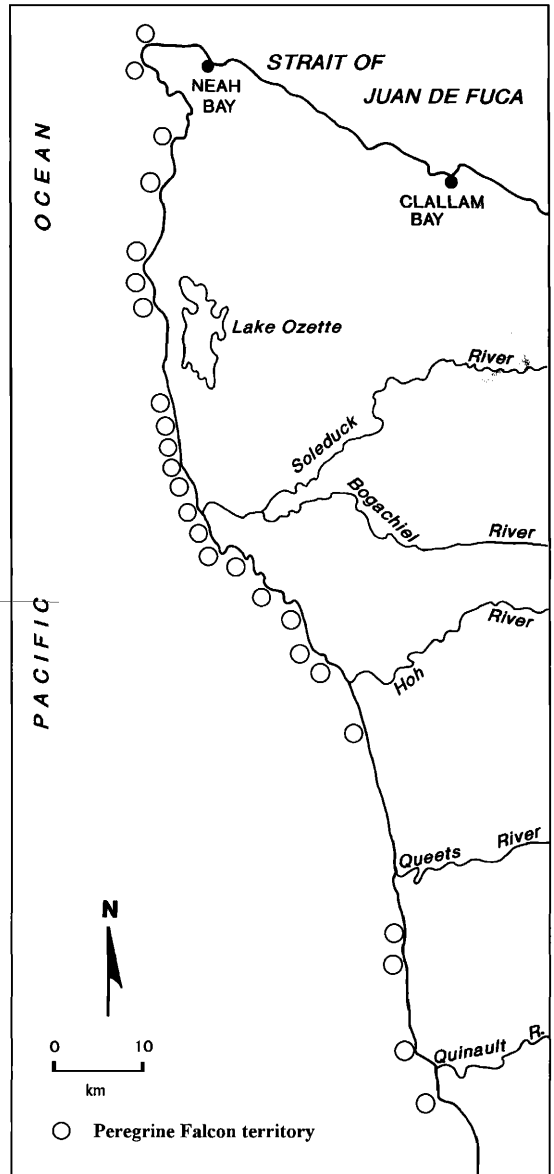 STRAIT OF
JUAN DE FUCA
NEAH
BAY
OCEAN
CLALLAM
BAY
Lake Ozette
River
Soleduck
Bogachiel
River
PACIFIC
River
Hoh
River
Queets
N
R.
Quinault
0 10
km
Peregrine Falcon territory